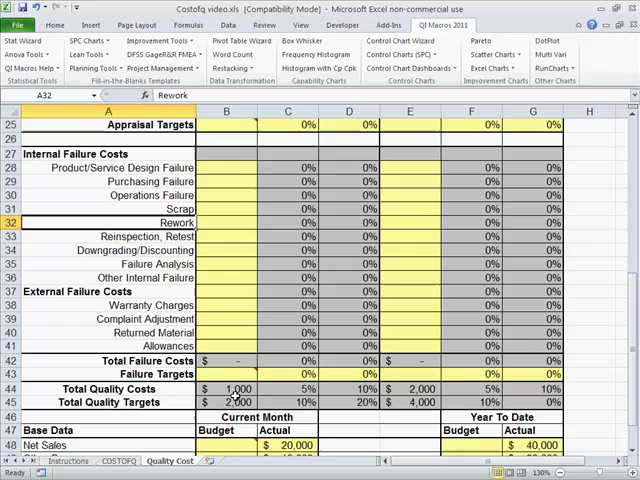 Costofq video.xls [Compatibility Mode] - Microsoft Excel non-commercial use
File Home Insert Page Layout Formulas Data Review View Developer Add-Ins QI Macros 2011
Stat Wizard SPC Charts Improvement Tools Pivot Table Wizard Box Whisker Control Chart Wizard Pareto DotPlot
Anova Tools Lean Tools DFSS GageR&R FMEA Word Count Frequency Histogram Control Charts Scatter Charts Multi Vari
QI Macros Help Planning Tools Project Management Data Transformation Histogram with Cp Cpk Control Chart Dashboards Matrix Charts RunCharts
Statistical Tools Fill-in-the-Blanks Templates Data Transformation Capability Charts Control Charts Improvement Charts
A32 fx Rework
A B C D E F G H
25 Appraisal Targets 0% 0% 0% 0%
26
27 Internal Failure Costs
28 Product/Service Design Failure 0% 0% 0% 0%
29 Purchasing Failure 0% 0% 0% 0%
30 Operations Failure 0% 0% 0% 0%
31 Scrap 0% 0% 0% 0%
32 Rework 0% 0% 0% 0%
33 Reinspection, Retest 0% 0% 0% 0%
34 Downgrading/Discounting 0% 0% 0% 0%
35 Failure Analysis 0% 0% 0% 0%
36 Other Internal Failure 0% 0% 0% 0%
37 External Failure Costs 0% 0% 0% 0%
38 Warranty Charges 0% 0% 0% 0%
39 Complaint Adjustment 0% 0% 0% 0%
40 Returned Material 0% 0% 0% 0%
41 Allowances 0% 0% 0% 0%
42 Total Failure Costs $ - 0% 0% $ - 0% 0%
43 Failure Targets 0% 0% 0% 0%
44 Total Quality Costs $ 1,000 5% 10% $ 2,000 5% 10%
45 Total Quality Targets $ 2,000 10% 20% $ 4,000 10% 0%
46 Current Month Year To Date
47 Base Data Budget Actual Budget Actual
48 Net Sales $ 20,000 $ 40,000
Instructions COSTOFQ Quality Cost
Ready 130%